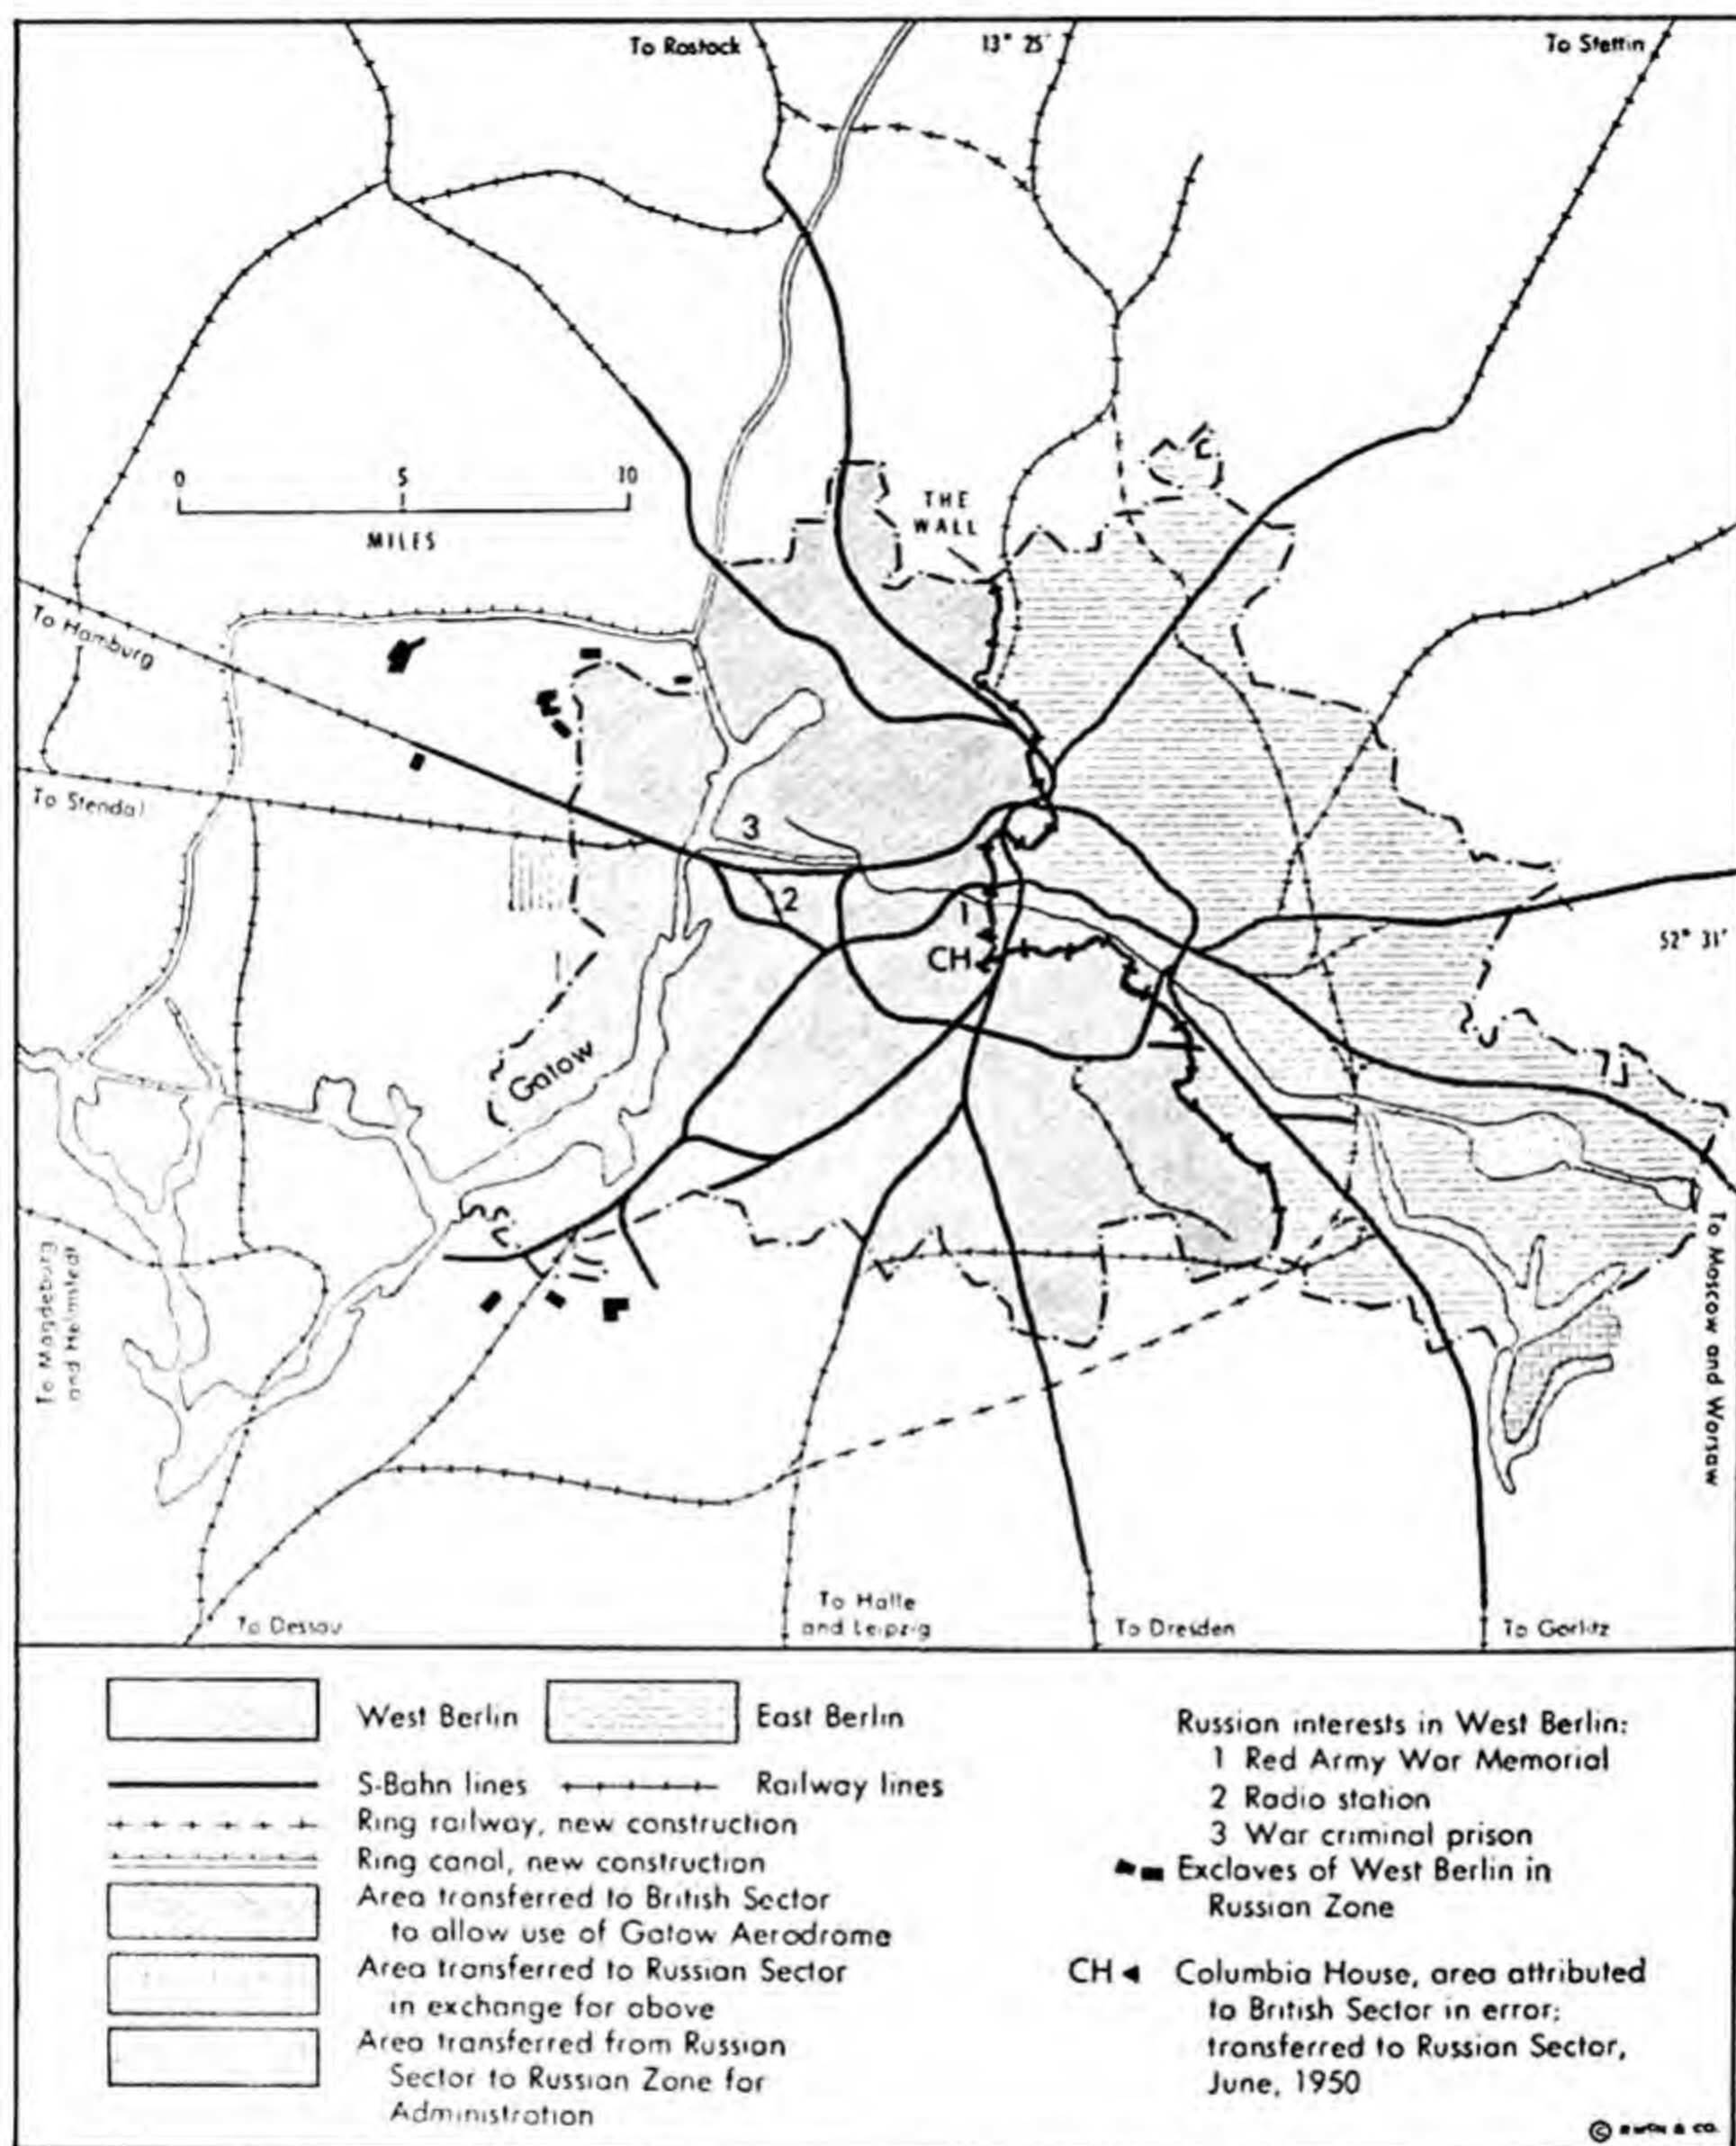 To Rostock
13° 25'
To Stettin
0 5 10
MILES
THE
WALL
To Hamburg
To Stendal
3
2
1
CH
52° 31'
Gatow
To Magdeburg
and Helmstedt
To Moscow and Warsaw
To Dessau
To Halle
and Leipzig
To Dresden
To Gorlitz
West Berlin
East Berlin
S-Bahn lines
Railway lines
Ring railway, new construction
Ring canal, new construction
Area transferred to British Sector
to allow use of Gatow Aerodrome
Area transferred to Russian Sector
in exchange for above
Area transferred from Russian
Sector to Russian Zone for
Administration
Russian interests in West Berlin:
1 Red Army War Memorial
2 Radio station
3 War criminal prison
Exclaves of West Berlin in
Russian Zone
CH Columbia House, area attributed
to British Sector in error;
transferred to Russian Sector,
June, 1950
© & CO.